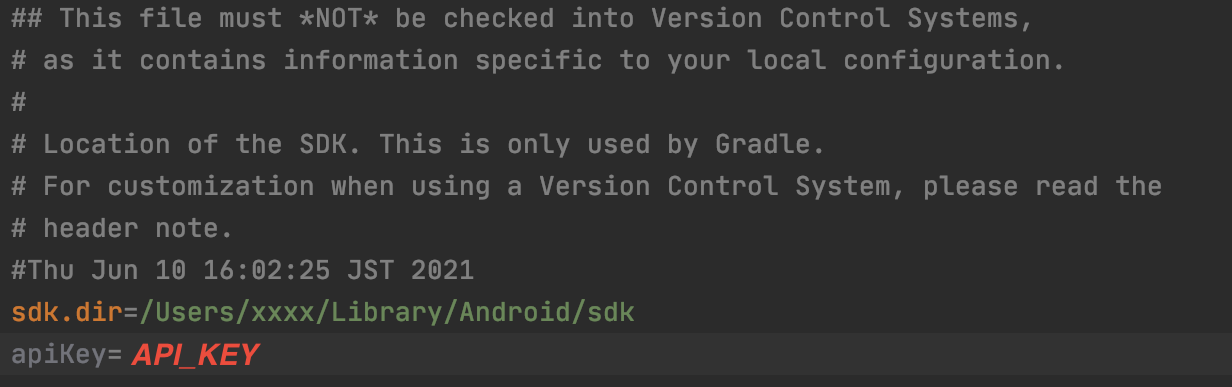 ## This file must *NOT* be checked into Version Control Systems,
# as it contains information specific to your local configuration.
#
# Location of the SDK. This is only used by Gradle.
# For customization when using a Version Control System, please read the
# header note.
#Thu Jun 10 16:02:25 JST 2021
sdk.dir=/Users/xxxx/Library/Android/sdk
apiKey= API_KEY